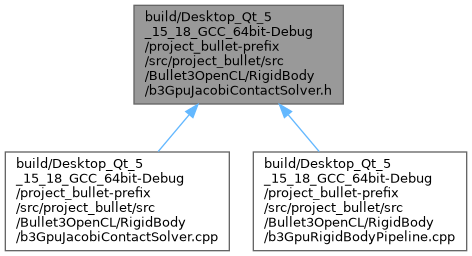 build/Desktop_Qt_5
_15_18_GCC_64bit-Debug
/project_bullet-prefix
/src/project_bullet/src
/Bullet3OpenCL/RigidBody
/b3GpuJacobiContactSolver.h
build/Desktop_Qt_5
_15_18_GCC_64bit-Debug
/project_bullet-prefix
/src/project_bullet/src
/Bullet3OpenCL/RigidBody
/b3GpuJacobiContactSolver.cpp
build/Desktop_Qt_5
_15_18_GCC_64bit-Debug
/project_bullet-prefix
/src/project_bullet/src
/Bullet3OpenCL/RigidBody
/b3GpuRigidBodyPipeline.cpp